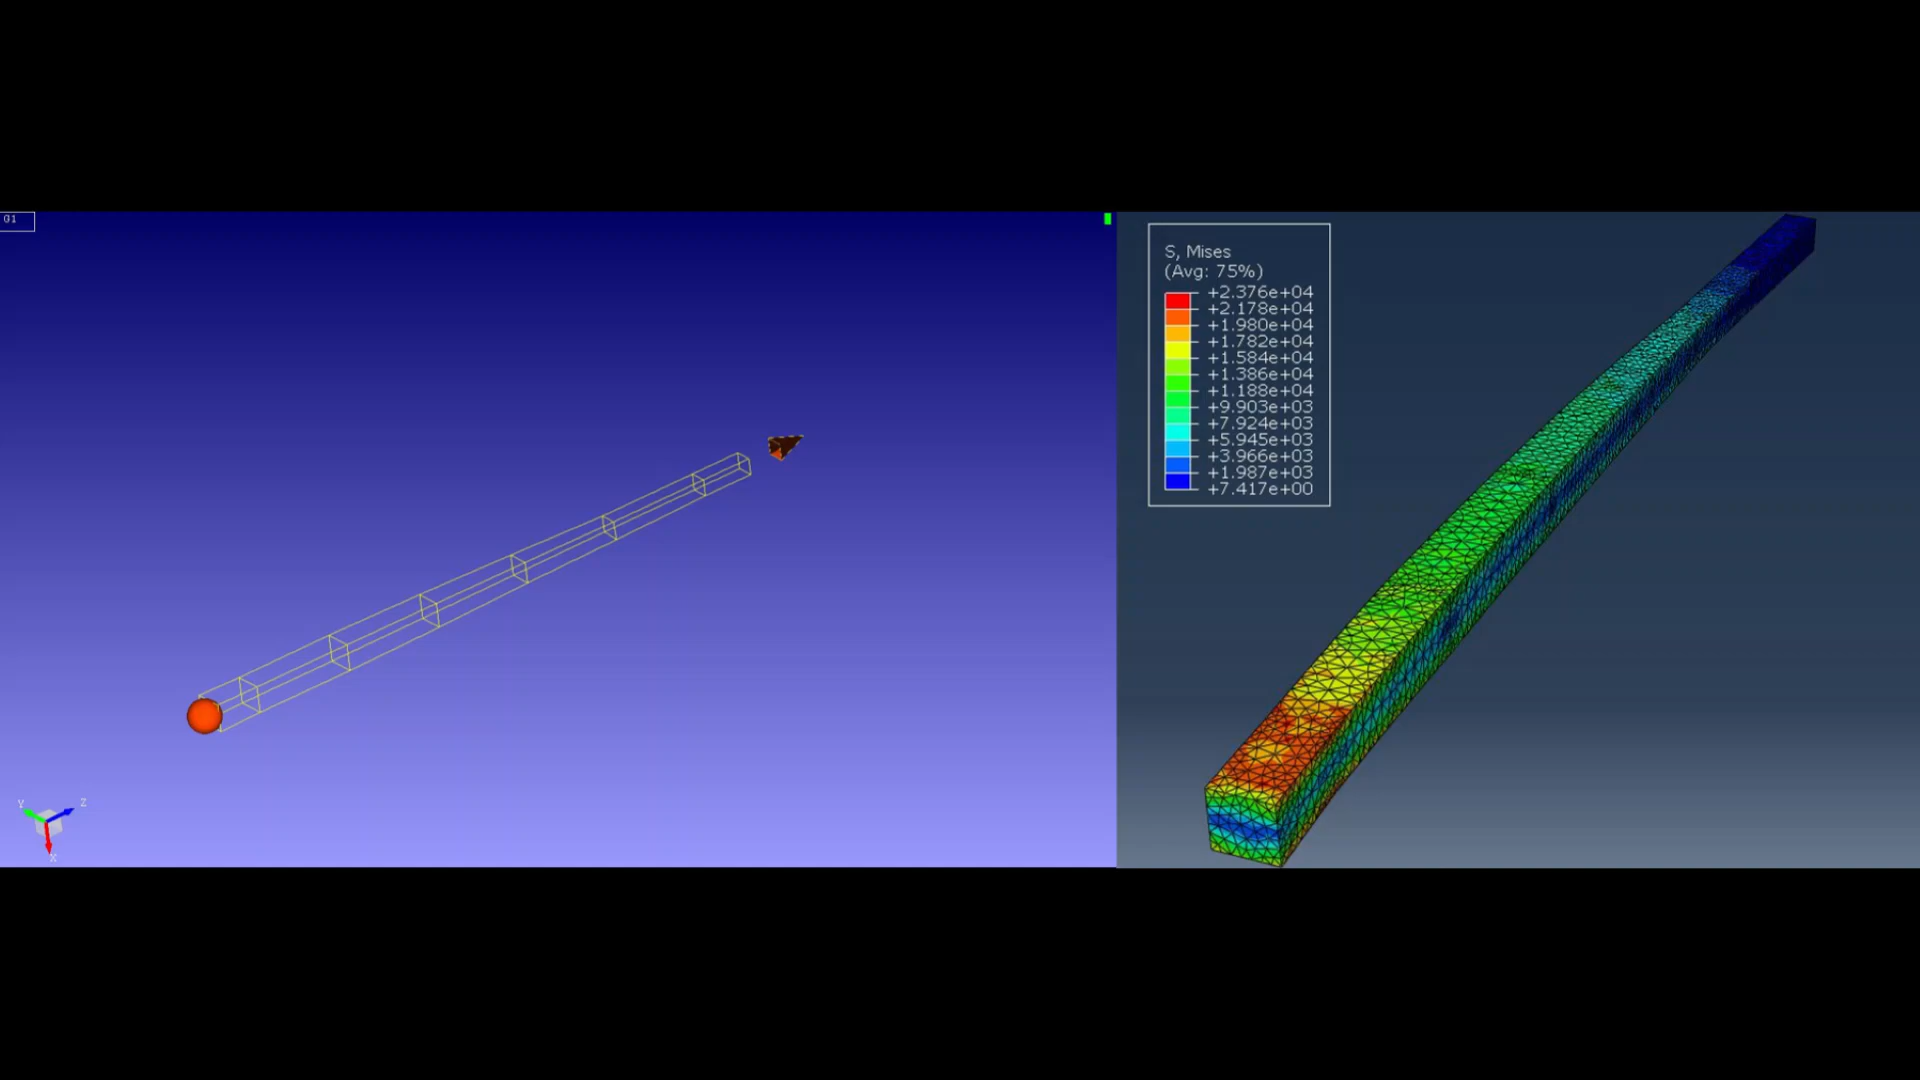 01
S, Mises
(Avg: 75%)
+2.376e+04
+2.178e+04
+1.980e+04
+1.782e+04
+1.584e+04
+1.386e+04
+1.188e+04
+9.903e+03
+7.924e+03
+5.945e+03
+3.966e+03
+1.987e+03
+7.417e+00
Y
Z
X